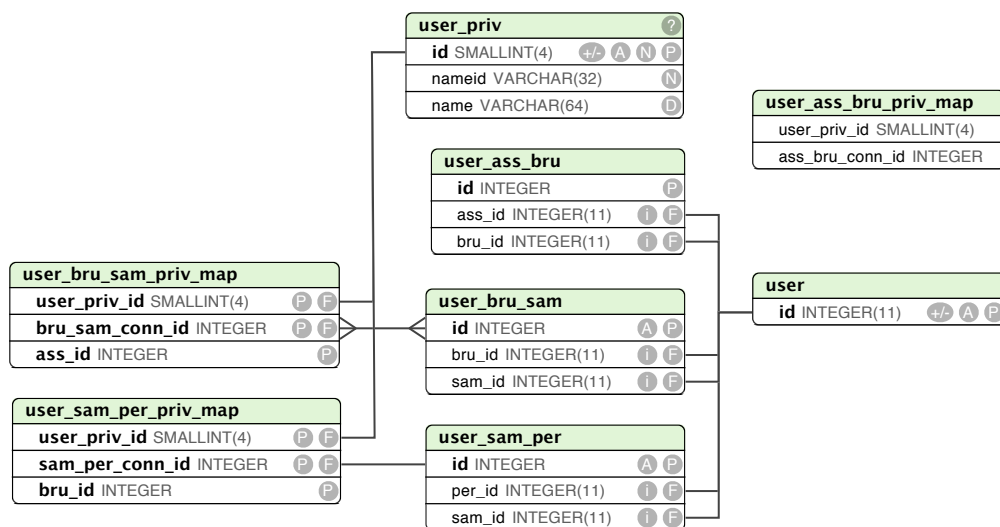 user_priv ?
id SMALLINT(4) +/- A N P
nameid VARCHAR(32) N
name VARCHAR(64) D
user_ass_bru_priv_map
user_priv_id SMALLINT(4)
ass_bru_conn_id INTEGER
user_ass_bru
id INTEGER P
ass_id INTEGER(11) i F
bru_id INTEGER(11) i F
user_bru_sam_priv_map
user_priv_id SMALLINT(4) P F
bru_sam_conn_id INTEGER P F
ass_id INTEGER P
user_bru_sam
id INTEGER A P
bru_id INTEGER(11) i F
sam_id INTEGER(11) i F
user
id INTEGER(11) +/- A P
user_sam_per_priv_map
user_priv_id SMALLINT(4) P F
sam_per_conn_id INTEGER P F
bru_id INTEGER P
user_sam_per
id INTEGER A P
per_id INTEGER(11) i F
sam_id INTEGER(11) i F